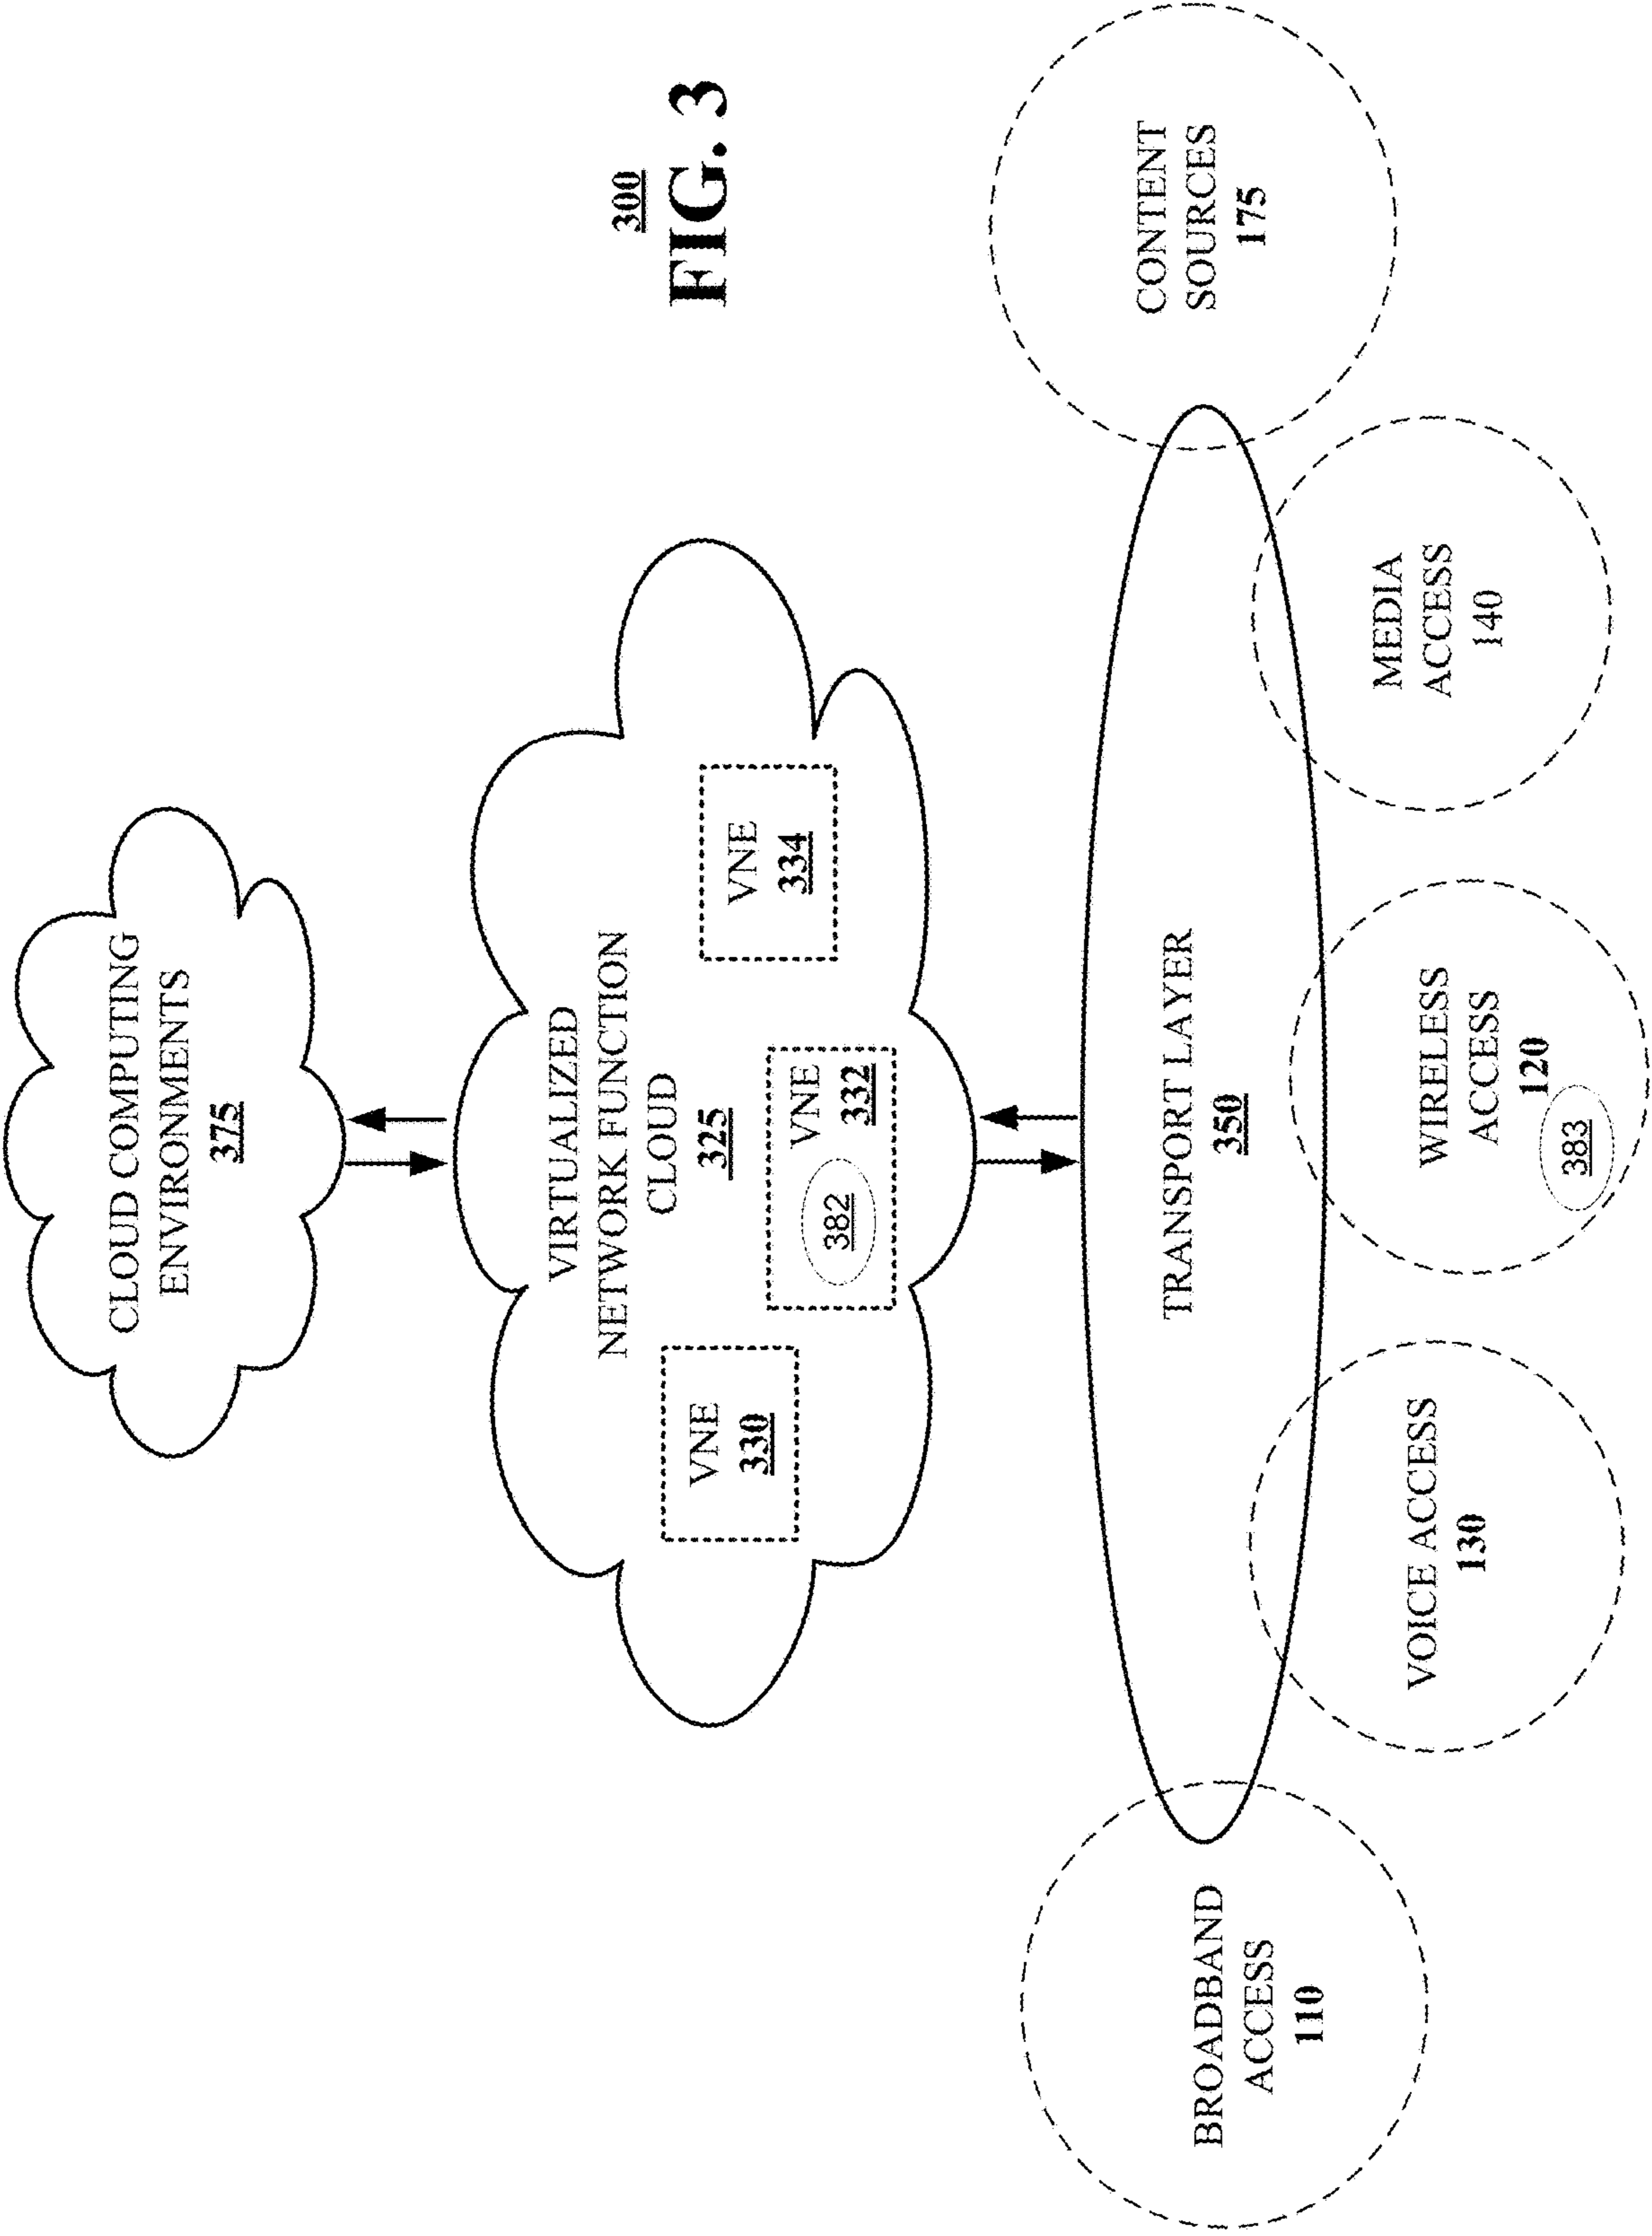 CLOUD COMPUTING
ENVIRONMENTS
375
VIRTUALIZED
NETWORK FUNCTION
CLOUD
325
VNE
330
VNE
332
382
VNE
334
300
FIG. 3
TRANSPORT LAYER
350
BROADBAND
ACCESS
110
VOICE ACCESS
130
WIRELESS
ACCESS
120
383
MEDIA
ACCESS
140
CONTENT
SOURCES
175